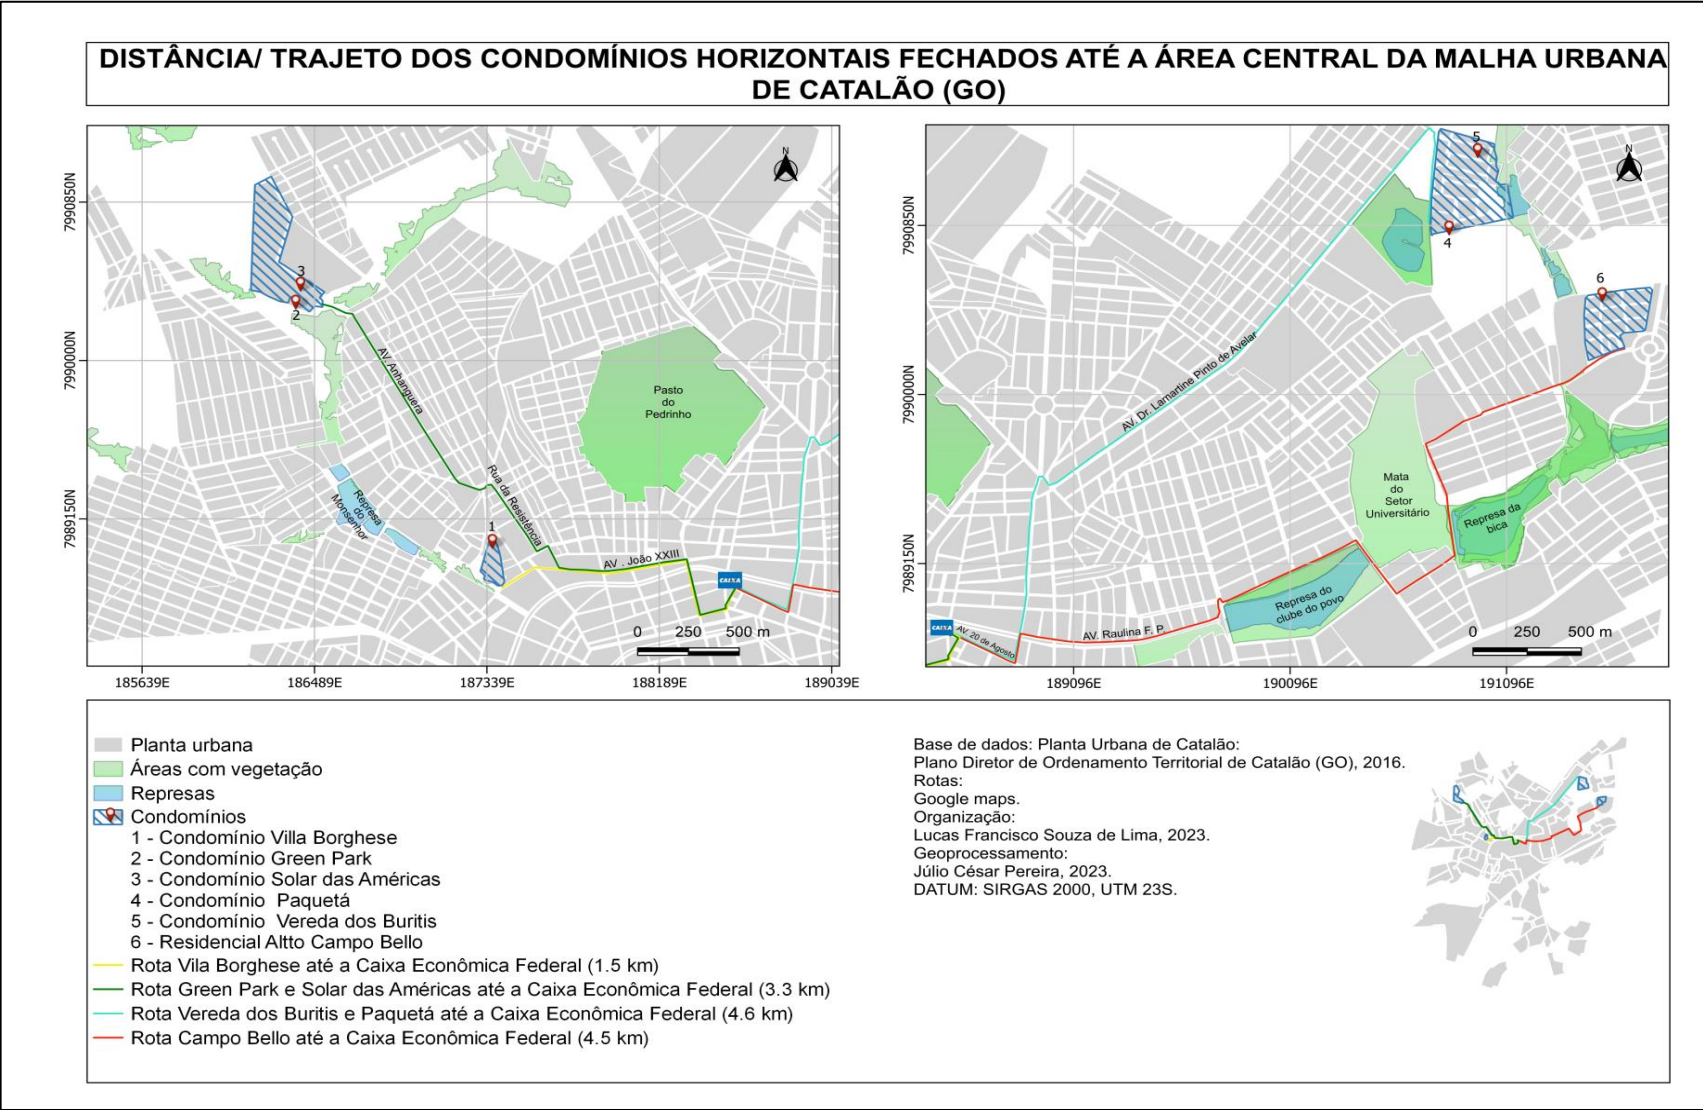 DISTÂNCIA/ TRAJETO DOS CONDOMÍNIOS HORIZONTAIS FECHADOS ATÉ A ÁREA CENTRAL DA MALHA URBANA
DE CATALÃO (GO)
N
7990850N
7990000N
7989150N
3
2
AV. Anhanguera
Pasto
do
Pedrinho
Rua da Resistência
Represa
do
Monsenhor
1
AV . João XXIII
CAIXA
0 250 500 m
185639E 186489E 187339E 188189E 189039E
N
7990850N
7990000N
7989150N
5
4
6
AV. Dr. Lamartine Pinto de Avelar
Mata
do
Setor
Universitário
Represa da
bica
Represa do
clube do povo
CAIXA
AV. 20 de Agosto
AV. Raulina F. P.
0 250 500 m
189096E 190096E 191096E
Planta urbana
Áreas com vegetação
Represas
Condomínios
1 - Condomínio Villa Borghese
2 - Condomínio Green Park
3 - Condomínio Solar das Américas
4 - Condomínio Paquetá
5 - Condomínio Vereda dos Buritis
6 - Residencial Altto Campo Bello
Rota Vila Borghese até a Caixa Econômica Federal (1.5 km)
Rota Green Park e Solar das Américas até a Caixa Econômica Federal (3.3 km)
Rota Vereda dos Buritis e Paquetá até a Caixa Econômica Federal (4.6 km)
Rota Campo Bello até a Caixa Econômica Federal (4.5 km)
Base de dados: Planta Urbana de Catalão:
Plano Diretor de Ordenamento Territorial de Catalão (GO), 2016.
Rotas:
Google maps.
Organização:
Lucas Francisco Souza de Lima, 2023.
Geoprocessamento:
Júlio César Pereira, 2023.
DATUM: SIRGAS 2000, UTM 23S.